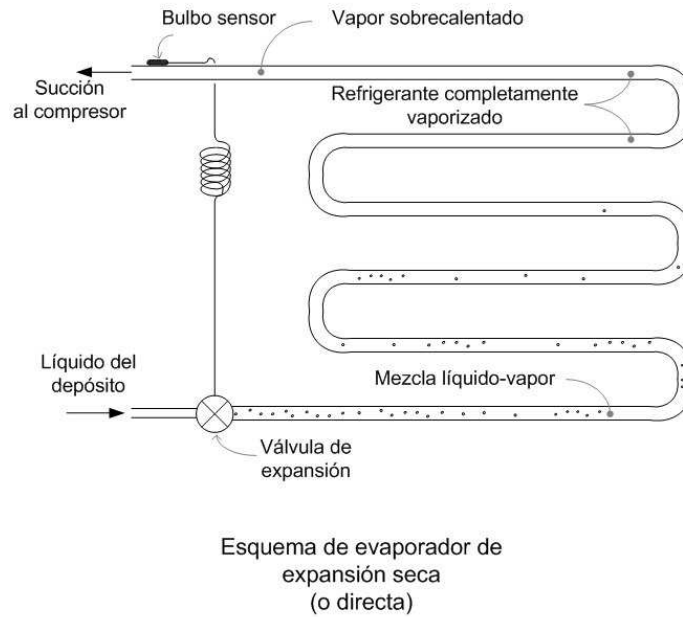 Bulbo sensor
Vapor sobrecalentado
Succión
al compresor
Refrigerante completamente
vaporizado
Líquido del
depósito
Mezcla líquido-vapor
Válvula de
expansión
Esquema de evaporador de
expansión seca
(o directa)